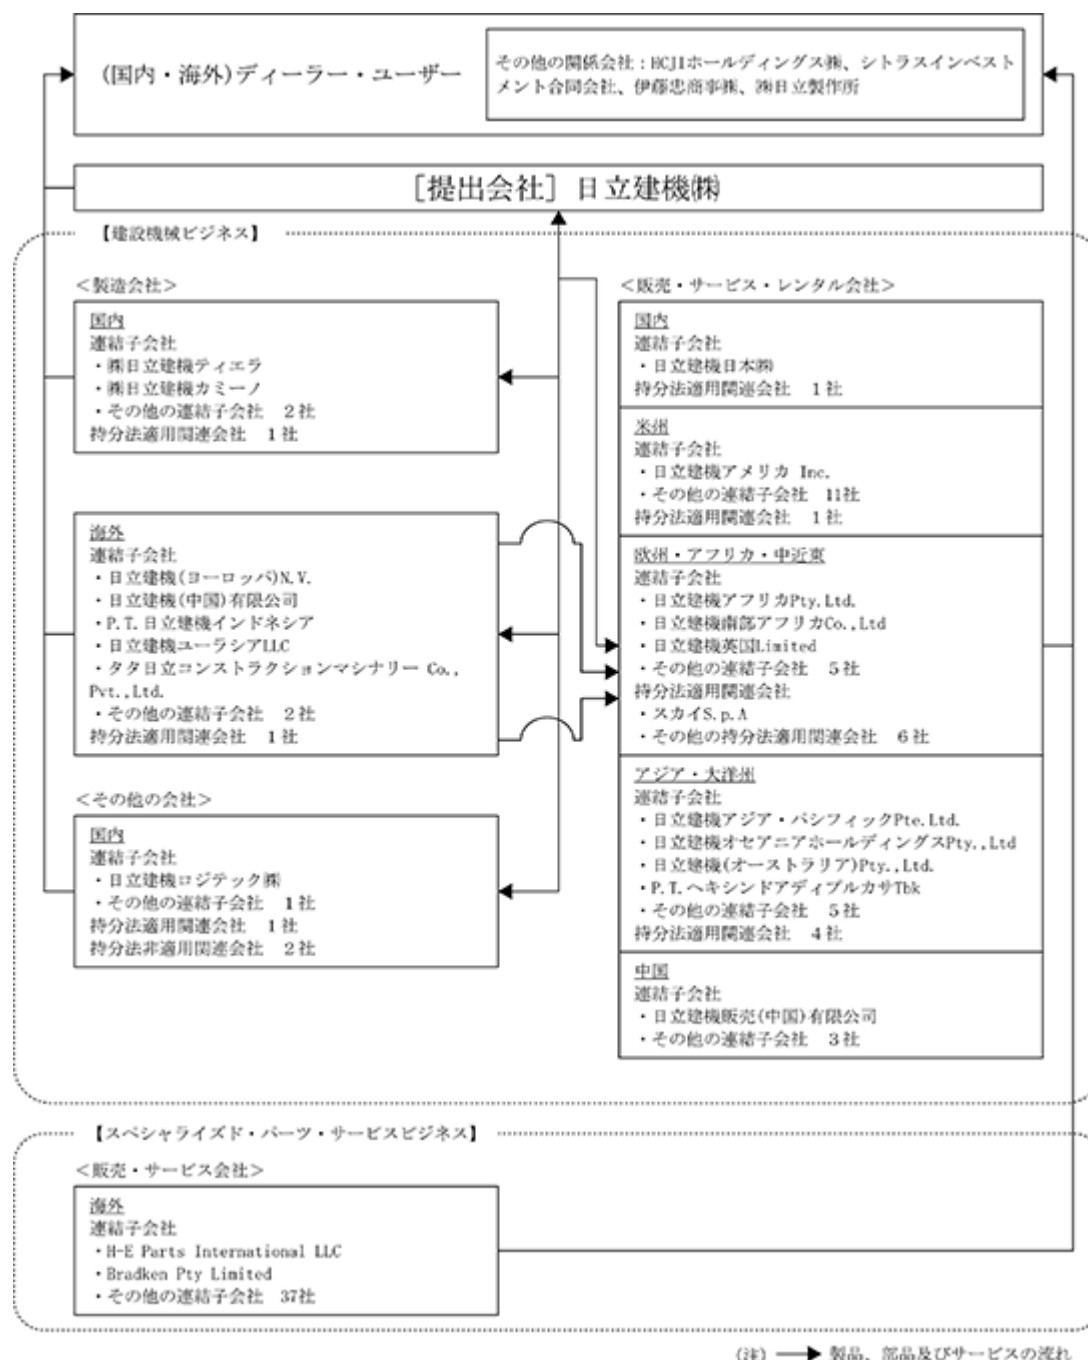 (国内・海外)ディーラー・ユーザー
その他の関係会社：HCJIホールディングス㈱、シトラスインベスト
メント合同会社、伊藤忠商事㈱、㈱日立製作所
［提出会社］日立建機㈱
【建設機械ビジネス】
＜製造会社＞
国内
連結子会社
・㈱日立建機ティエラ
・㈱日立建機カミーノ
・その他の連結子会社　２社
持分法適用関連会社　１社
海外
連結子会社
・日立建機(ヨーロッパ)N.V.
・日立建機(中国)有限公司
・P.T.日立建機インドネシア
・日立建機ユーラシアLLC
・タタ日立コンストラクションマシナリー Co.,
Pvt.,Ltd.
・その他の連結子会社　２社
持分法適用関連会社　１社
＜その他の会社＞
国内
連結子会社
・日立建機ロジテック㈱
・その他の連結子会社　１社
持分法適用関連会社　１社
持分法非適用関連会社　２社
＜販売・サービス・レンタル会社＞
国内
連結子会社
・日立建機日本㈱
持分法適用関連会社　１社
米州
連結子会社
・日立建機アメリカ Inc.
・その他の連結子会社　11社
持分法適用関連会社　１社
欧州・アフリカ・中近東
連結子会社
・日立建機アフリカPty.Ltd.
・日立建機南部アフリカCo.,Ltd
・日立建機英国Limited
・その他の連結子会社　５社
持分法適用関連会社
・スカイS.p.A
・その他の持分法適用関連会社　６社
アジア・大洋州
連結子会社
・日立建機アジア・パシフィックPte.Ltd.
・日立建機オセアニアホールディングスPty.,Ltd
・日立建機(オーストラリア)Pty.,Ltd.
・P.T.ヘキシンドアディプルカサTbk
・その他の連結子会社　５社
持分法適用関連会社　４社
中国
連結子会社
・日立建機販売(中国)有限公司
・その他の連結子会社　３社
【スペシャライズド・パーツ・サービスビジネス】
＜販売・サービス会社＞
海外
連結子会社
・H-E Parts International LLC
・Bradken Pty Limited
・その他の連結子会社　37社
(注) 製品、部品及びサービスの流れ